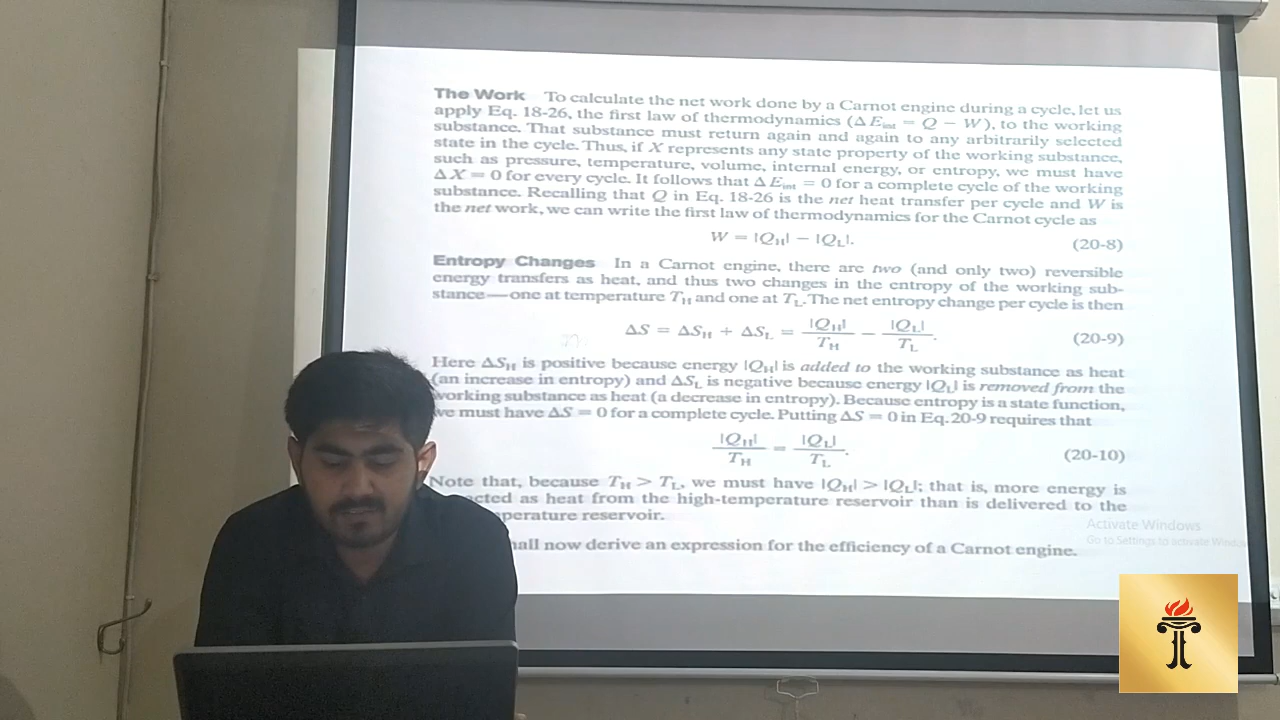 The Work To calculate the net work done by a Carnot engine during a cycle, let us
apply Eq. 18-26, the first law of thermodynamics (ΔE_int = Q − W), to the working
substance. That substance must return again and again to any arbitrarily selected
state in the cycle. Thus, if X represents any state property of the working substance,
such as pressure, temperature, volume, internal energy, or entropy, we must have
ΔX = 0 for every cycle. It follows that ΔE_int = 0 for a complete cycle of the working
substance. Recalling that Q in Eq. 18-26 is the net heat transfer per cycle and W is
the net work, we can write the first law of thermodynamics for the Carnot cycle as
W = |Q_H| − |Q_L|. (20-8)
Entropy Changes In a Carnot engine, there are two (and only two) reversible
energy transfers as heat, and thus two changes in the entropy of the working sub-
stance—one at temperature T_H and one at T_L. The net entropy change per cycle is then
ΔS = ΔS_H + ΔS_L = |Q_H|/T_H − |Q_L|/T_L. (20-9)
Here ΔS_H is positive because energy |Q_H| is added to the working substance as heat
(an increase in entropy) and ΔS_L is negative because energy |Q_L| is removed from the
working substance as heat (a decrease in entropy). Because entropy is a state function,
we must have ΔS = 0 for a complete cycle. Putting ΔS = 0 in Eq. 20-9 requires that
|Q_H|/T_H = |Q_L|/T_L. (20-10)
Note that, because T_H > T_L, we must have |Q_H| > |Q_L|; that is, more energy is
acted as heat from the high-temperature reservoir than is delivered to the
perature reservoir.
hall now derive an expression for the efficiency of a Carnot engine.
Activate Windows
Go to Settings to activate Windows